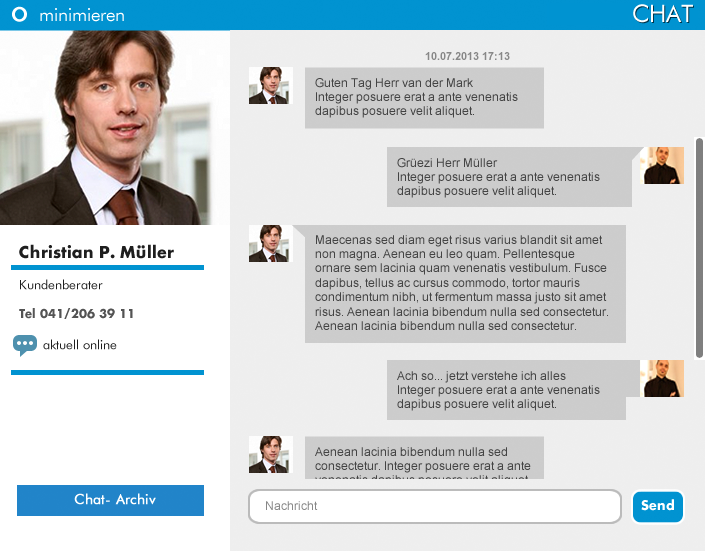 minimieren
CHAT
Christian P. Müller
Kundenberater
Tel 041/206 39 11
aktuell online
Chat- Archiv
10.07.2013 17:13
Guten Tag Herr van der Mark
Integer posuere erat a ante venenatis
dapibus posuere velit aliquet.
Grüezi Herr Müller
Integer posuere erat a ante venenatis
dapibus posuere velit aliquet.
Maecenas sed diam eget risus varius blandit sit amet
non magna. Aenean eu leo quam. Pellentesque
ornare sem lacinia quam venenatis vestibulum. Fusce
dapibus, tellus ac cursus commodo, tortor mauris
condimentum nibh, ut fermentum massa justo sit amet
risus. Aenean lacinia bibendum nulla sed consectetur.
Aenean lacinia bibendum nulla sed consectetur.
Ach so... jetzt verstehe ich alles
Integer posuere erat a ante venenatis
dapibus posuere velit aliquet.
Aenean lacinia bibendum nulla sed
consectetur. Integer posuere erat a ante
venenatis dapibus posuere velit aliquet.
Nachricht
Send